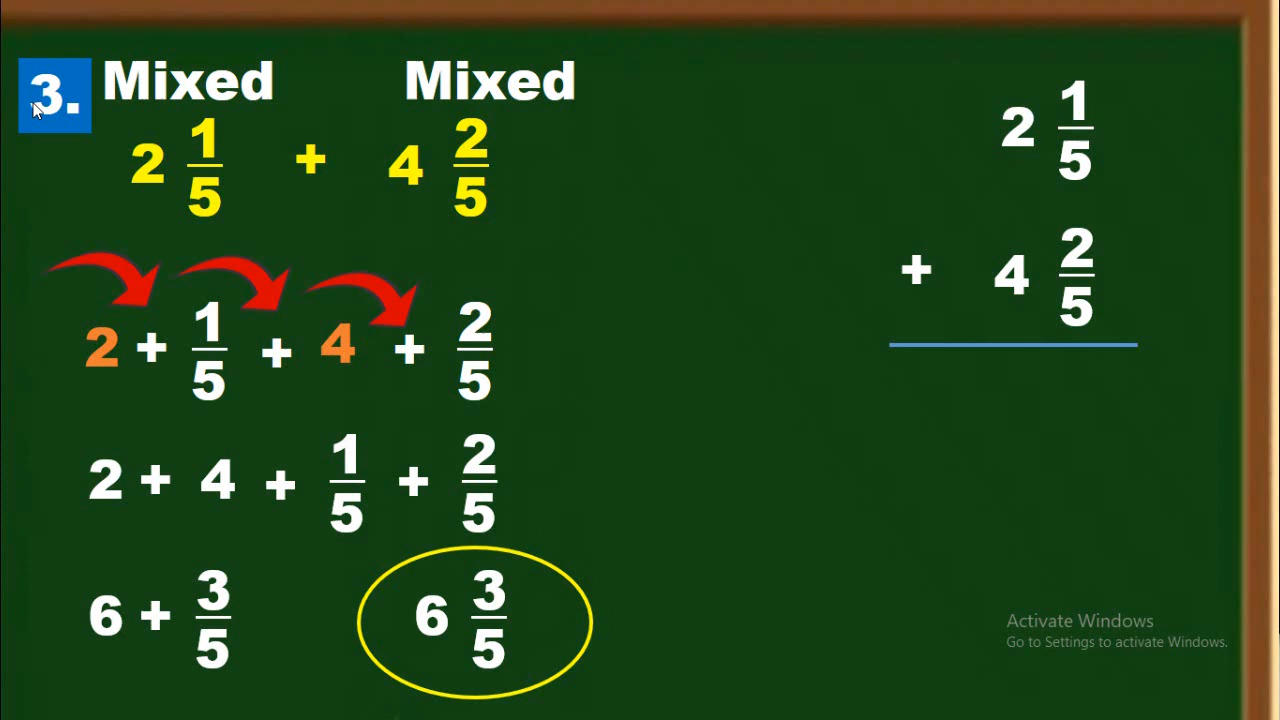 3. Mixed Mixed
2 1/5 + 4 2/5
2 + 1/5 + 4 + 2/5
2 + 4 + 1/5 + 2/5
6 + 3/5 6 3/5
2 1/5
+ 4 2/5
Activate Windows
Go to Settings to activate Windows.